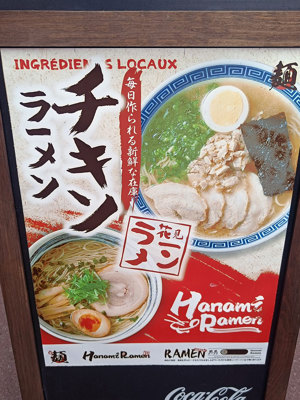 INGRÉDIENTS LOCAUX
麺
チキン
ラーメン
毎日作られる新鮮な在庫
花見
ラーメン
Hanami
Ramen
麺 Hanami Ramen
RAMEN
Coca-Cola